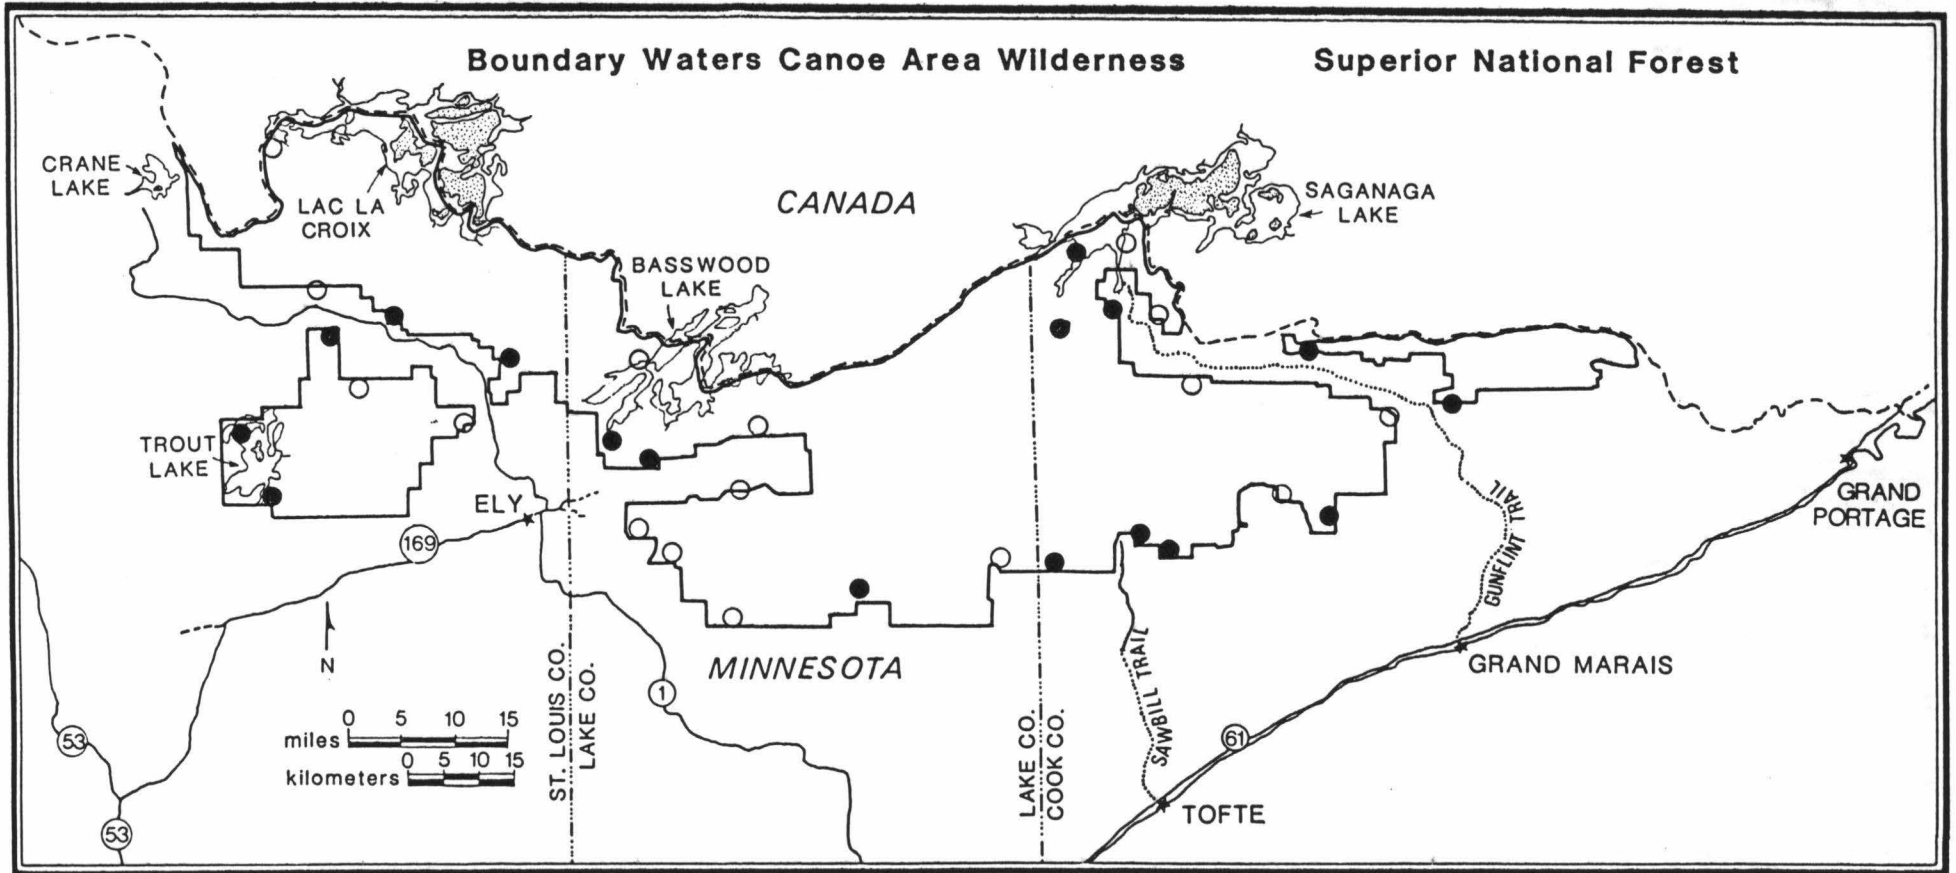 Boundary Waters Canoe Area Wilderness
Superior National Forest
CRANE
LAKE
LAC LA
CROIX
CANADA
SAGANAGA
LAKE
BASSWOOD
LAKE
TROUT
LAKE
ELY
169
GRAND
PORTAGE
GUNFLINT TRAIL
N
MINNESOTA
GRAND MARAIS
SAWBILL TRAIL
1
53
61
0 5 10 15
miles
0 5 10 15
kilometers
ST. LOUIS CO.
LAKE CO.
LAKE CO.
COOK CO.
TOFTE
53